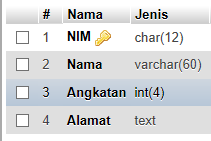 # Nama Jenis
1 NIM char(12)
2 Nama varchar(60)
3 Angkatan int(4)
4 Alamat text